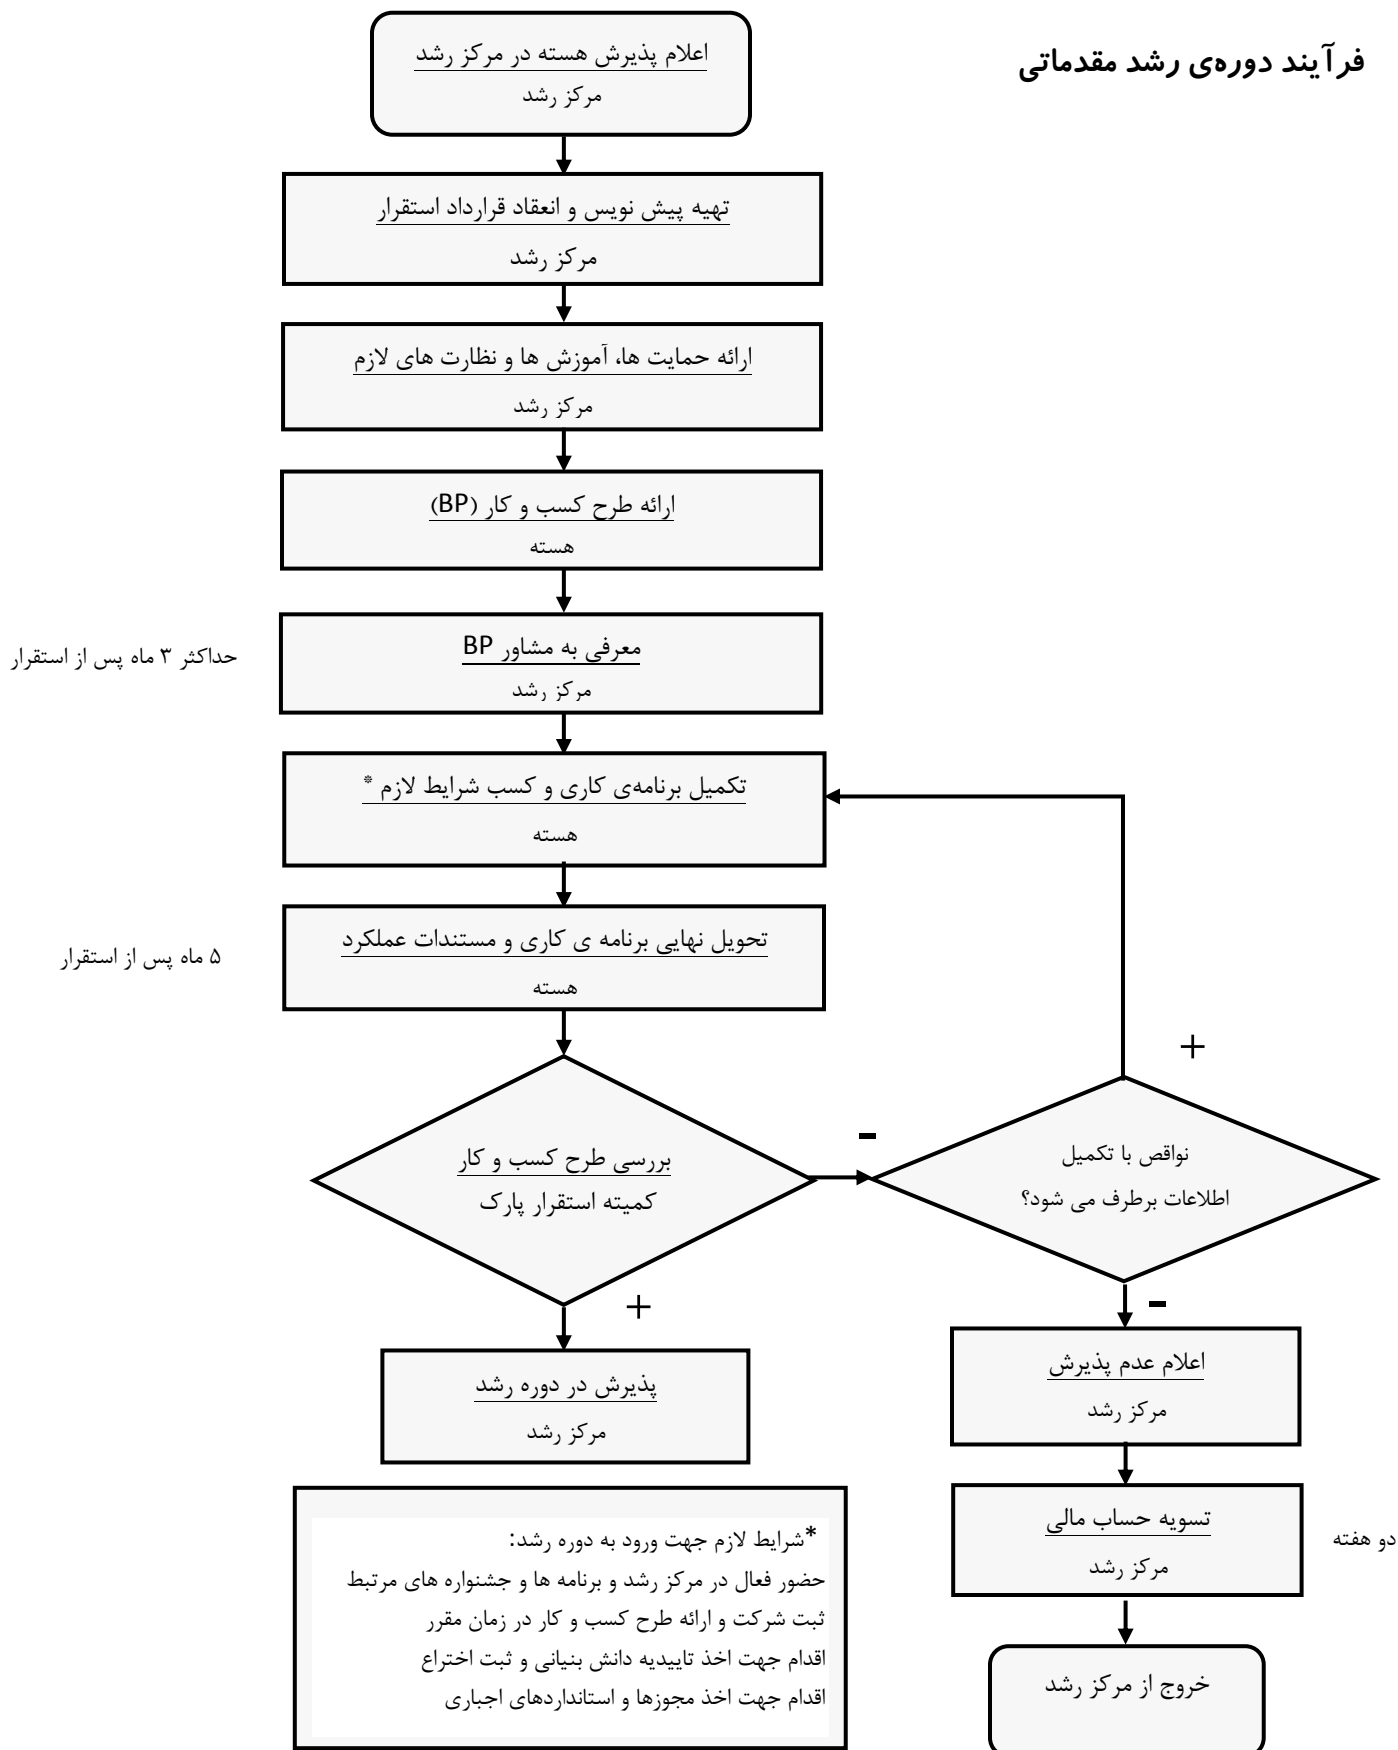 فرآیند دوره‌ی رشد مقدماتی
اعلام پذیرش هسته در مرکز رشد
مرکز رشد
تهیه پیش نویس و انعقاد قرارداد استقرار
مرکز رشد
ارائه حمایت ها، آموزش ها و نظارت های لازم
مرکز رشد
ارائه طرح کسب و کار (BP)
هسته
معرفی به مشاور BP
مرکز رشد
حداکثر ۳ ماه پس از استقرار
تکمیل برنامه‌ی کاری و کسب شرایط لازم *
هسته
تحویل نهایی برنامه ی کاری و مستندات عملکرد
هسته
۵ ماه پس از استقرار
بررسی طرح کسب و کار
کمیته استقرار پارک
-
+
نواقص با تکمیل
اطلاعات برطرف می شود؟
+
-
پذیرش در دوره رشد
مرکز رشد
اعلام عدم پذیرش
مرکز رشد
تسویه حساب مالی
مرکز رشد
دو هفته
خروج از مرکز رشد
*شرایط لازم جهت ورود به دوره رشد:
حضور فعال در مرکز رشد و برنامه ها و جشنواره های مرتبط
ثبت شرکت و ارائه طرح کسب و کار در زمان مقرر
اقدام جهت اخذ تاییدیه دانش بنیانی و ثبت اختراع
اقدام جهت اخذ مجوزها و استانداردهای اجباری